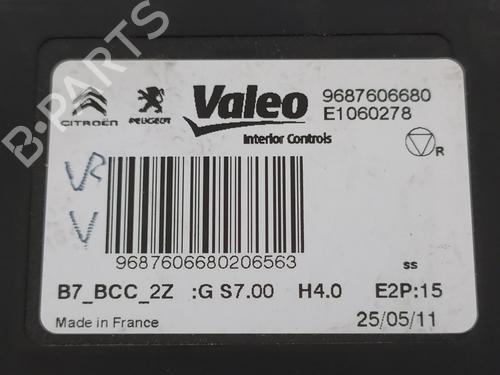 CITROËN PEUGEOT Valeo 9687606680
E1060278
Interior Controls
R
VR
V
9687606680206563
ss
B7_BCC_2Z :G S7.00 H4.0 E2P:15
Made in France 25/05/11
B-PARTS